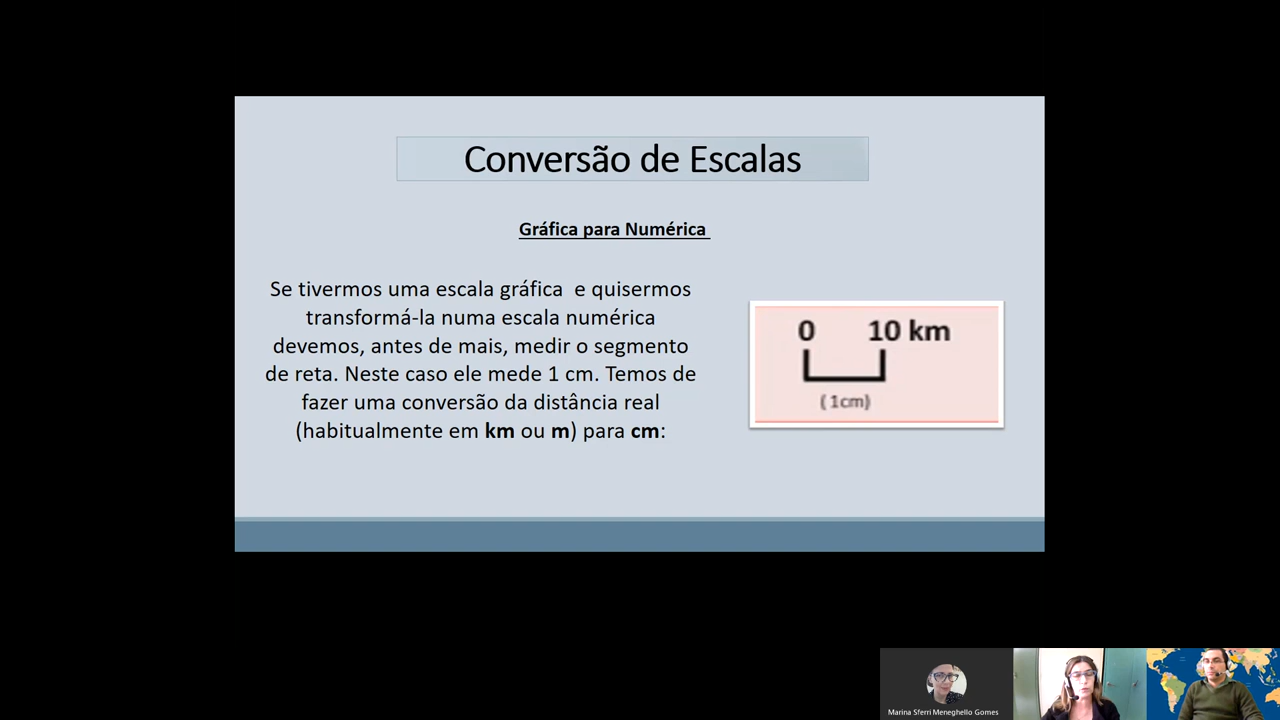 Conversão de Escalas
Gráfica para Numérica
Se tivermos uma escala gráfica e quisermos
transformá-la numa escala numérica
devemos, antes de mais, medir o segmento
de reta. Neste caso ele mede 1 cm. Temos de
fazer uma conversão da distância real
(habitualmente em km ou m) para cm:
0 10 km
( 1cm)
Marina Sferri Meneghello Gomes